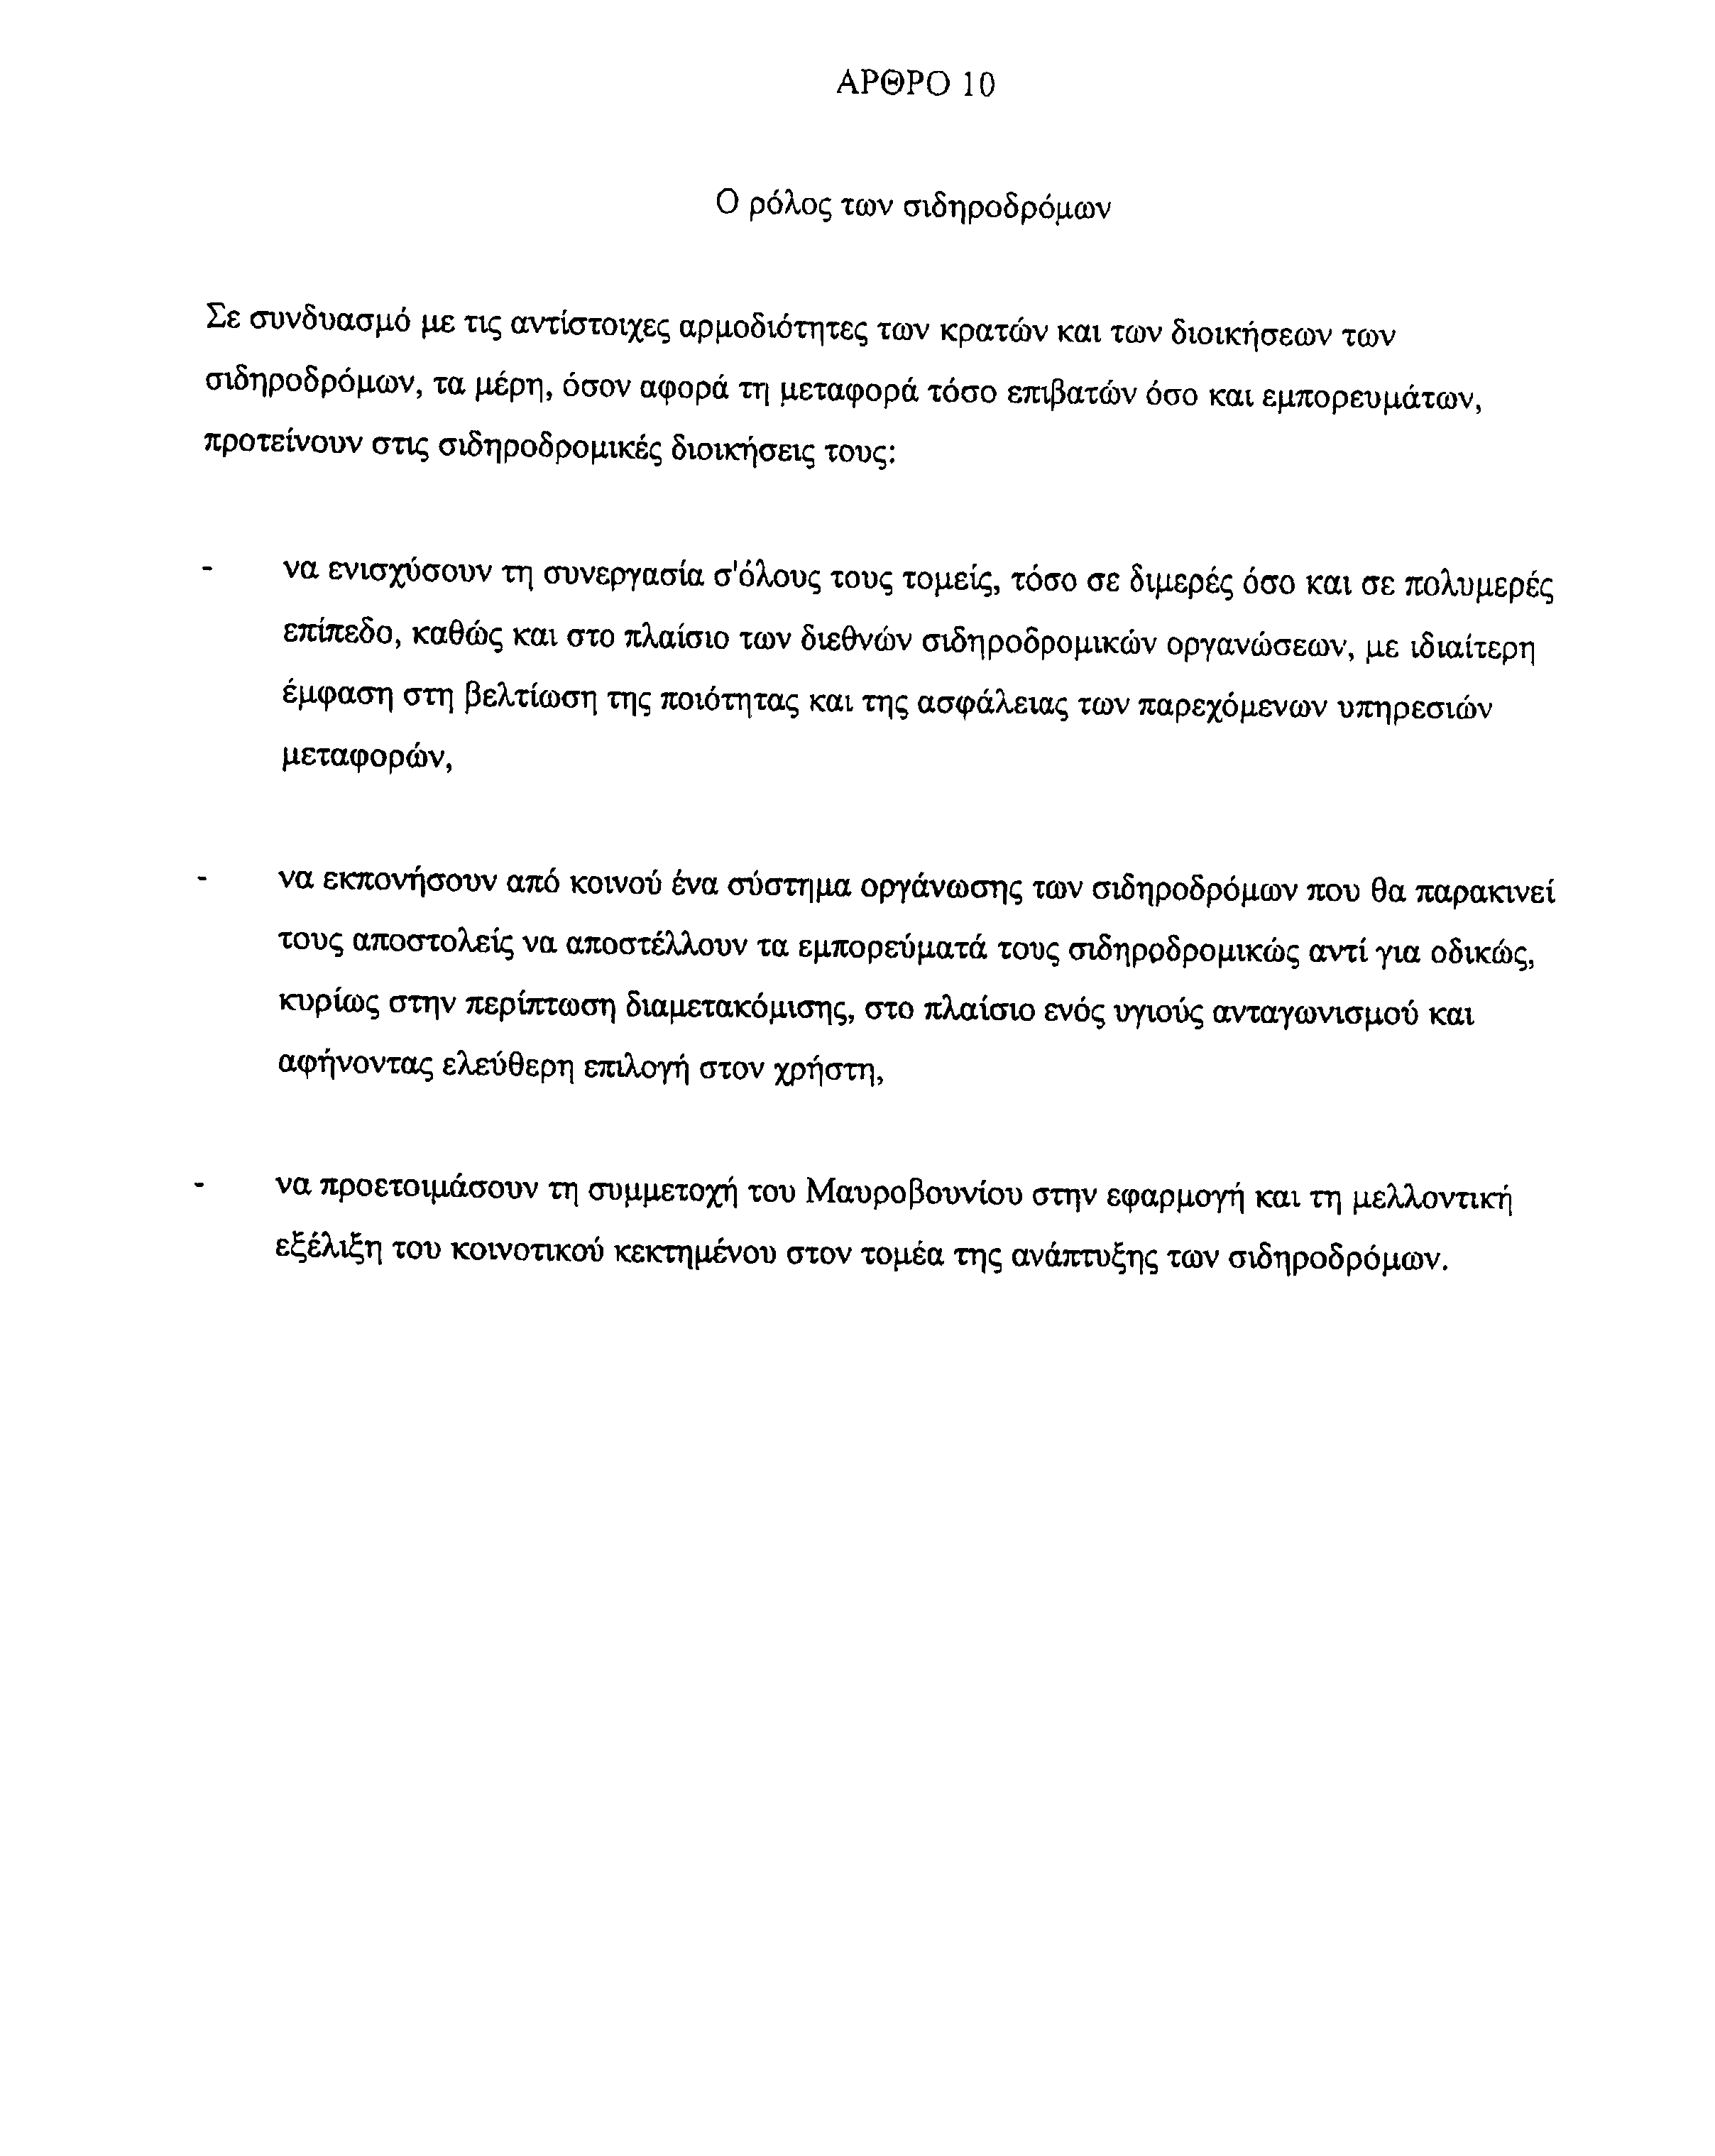 ΑΡΘΡΟ 10
Ο ρόλος των σιδηροδρόμων
Σε συνδυασμό με τις αντίστοιχες αρμοδιότητες των κρατών και των διοικήσεων των
σιδηροδρόμων, τα μέρη, όσον αφορά τη μεταφορά τόσο επιβατών όσο και εμπορευμάτων,
προτείνουν στις σιδηροδρομικές διοικήσεις τους:
- να ενισχύσουν τη συνεργασία σ'όλους τους τομείς, τόσο σε διμερές όσο και σε πολυμερές
επίπεδο, καθώς και στο πλαίσιο των διεθνών σιδηροδρομικών οργανώσεων, με ιδιαίτερη
έμφαση στη βελτίωση της ποιότητας και της ασφάλειας των παρεχόμενων υπηρεσιών
μεταφορών,
- να εκπονήσουν από κοινού ένα σύστημα οργάνωσης των σιδηροδρόμων που θα παρακινεί
τους αποστολείς να αποστέλλουν τα εμπορεύματά τους σιδηροδρομικώς αντί για οδικώς,
κυρίως στην περίπτωση διαμετακόμισης, στο πλαίσιο ενός υγιούς ανταγωνισμού και
αφήνοντας ελεύθερη επιλογή στον χρήστη,
- να προετοιμάσουν τη συμμετοχή του Μαυροβουνίου στην εφαρμογή και τη μελλοντική
εξέλιξη του κοινοτικού κεκτημένου στον τομέα της ανάπτυξης των σιδηροδρόμων.